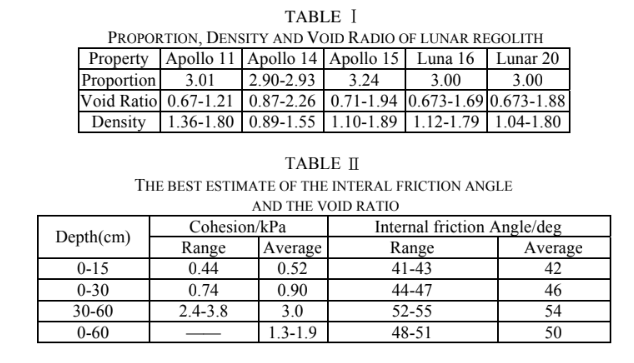 TABLE Ⅰ
PROPORTION, DENSITY AND VOID RADIO OF LUNAR REGOLITH
Property Apollo 11 Apollo 14 Apollo 15 Luna 16 Lunar 20
Proportion 3.01 2.90-2.93 3.24 3.00 3.00
Void Ratio 0.67-1.21 0.87-2.26 0.71-1.94 0.673-1.69 0.673-1.88
Density 1.36-1.80 0.89-1.55 1.10-1.89 1.12-1.79 1.04-1.80
TABLE Ⅱ
THE BEST ESTIMATE OF THE INTERAL FRICTION ANGLE
AND THE VOID RATIO
Depth(cm) Cohesion/kPa Internal friction Angle/deg
Range Average Range Average
0-15 0.44 0.52 41-43 42
0-30 0.74 0.90 44-47 46
30-60 2.4-3.8 3.0 52-55 54
0-60 —— 1.3-1.9 48-51 50